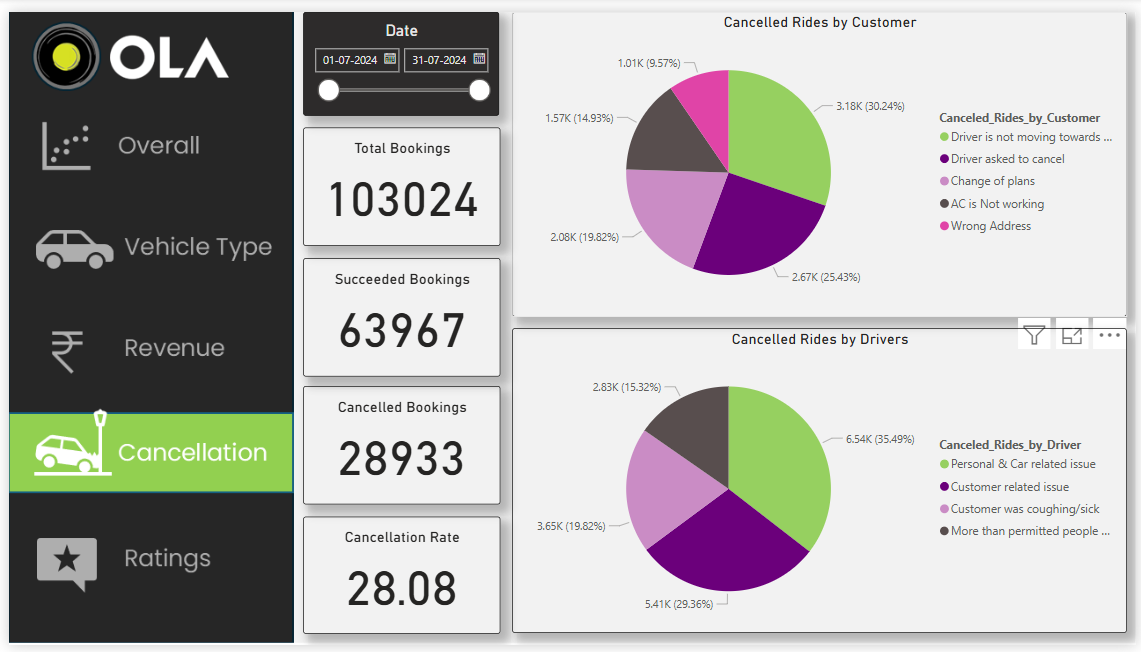 OLA
Overall
Vehicle Type
Revenue
Cancellation
Ratings
Date
01-07-2024
31-07-2024
Total Bookings
103024
Succeeded Bookings
63967
Cancelled Bookings
28933
Cancellation Rate
28.08
Cancelled Rides by Customer
1.01K (9.57%)
3.18K (30.24%)
1.57K (14.93%)
2.08K (19.82%)
2.67K (25.43%)
Canceled_Rides_by_Customer
Driver is not moving towards ...
Driver asked to cancel
Change of plans
AC is Not working
Wrong Address
Cancelled Rides by Drivers
2.83K (15.32%)
6.54K (35.49%)
3.65K (19.82%)
5.41K (29.36%)
Canceled_Rides_by_Driver
Personal & Car related issue
Customer related issue
Customer was coughing/sick
More than permitted people ...